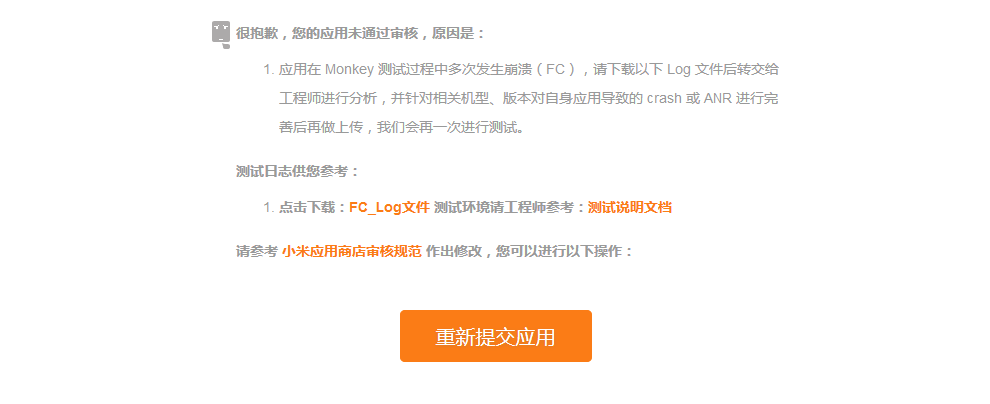 很抱歉，您的应用未通过审核，原因是：
1. 应用在 Monkey 测试过程中多次发生崩溃（FC），请下载以下 Log 文件后转交给
工程师进行分析，并针对相关机型、版本对自身应用导致的 crash 或 ANR 进行完
善后再做上传，我们会再一次进行测试。
测试日志供您参考：
1. 点击下载：FC_Log文件 测试环境请工程师参考：测试说明文档
请参考 小米应用商店审核规范 作出修改，您可以进行以下操作：
重新提交应用